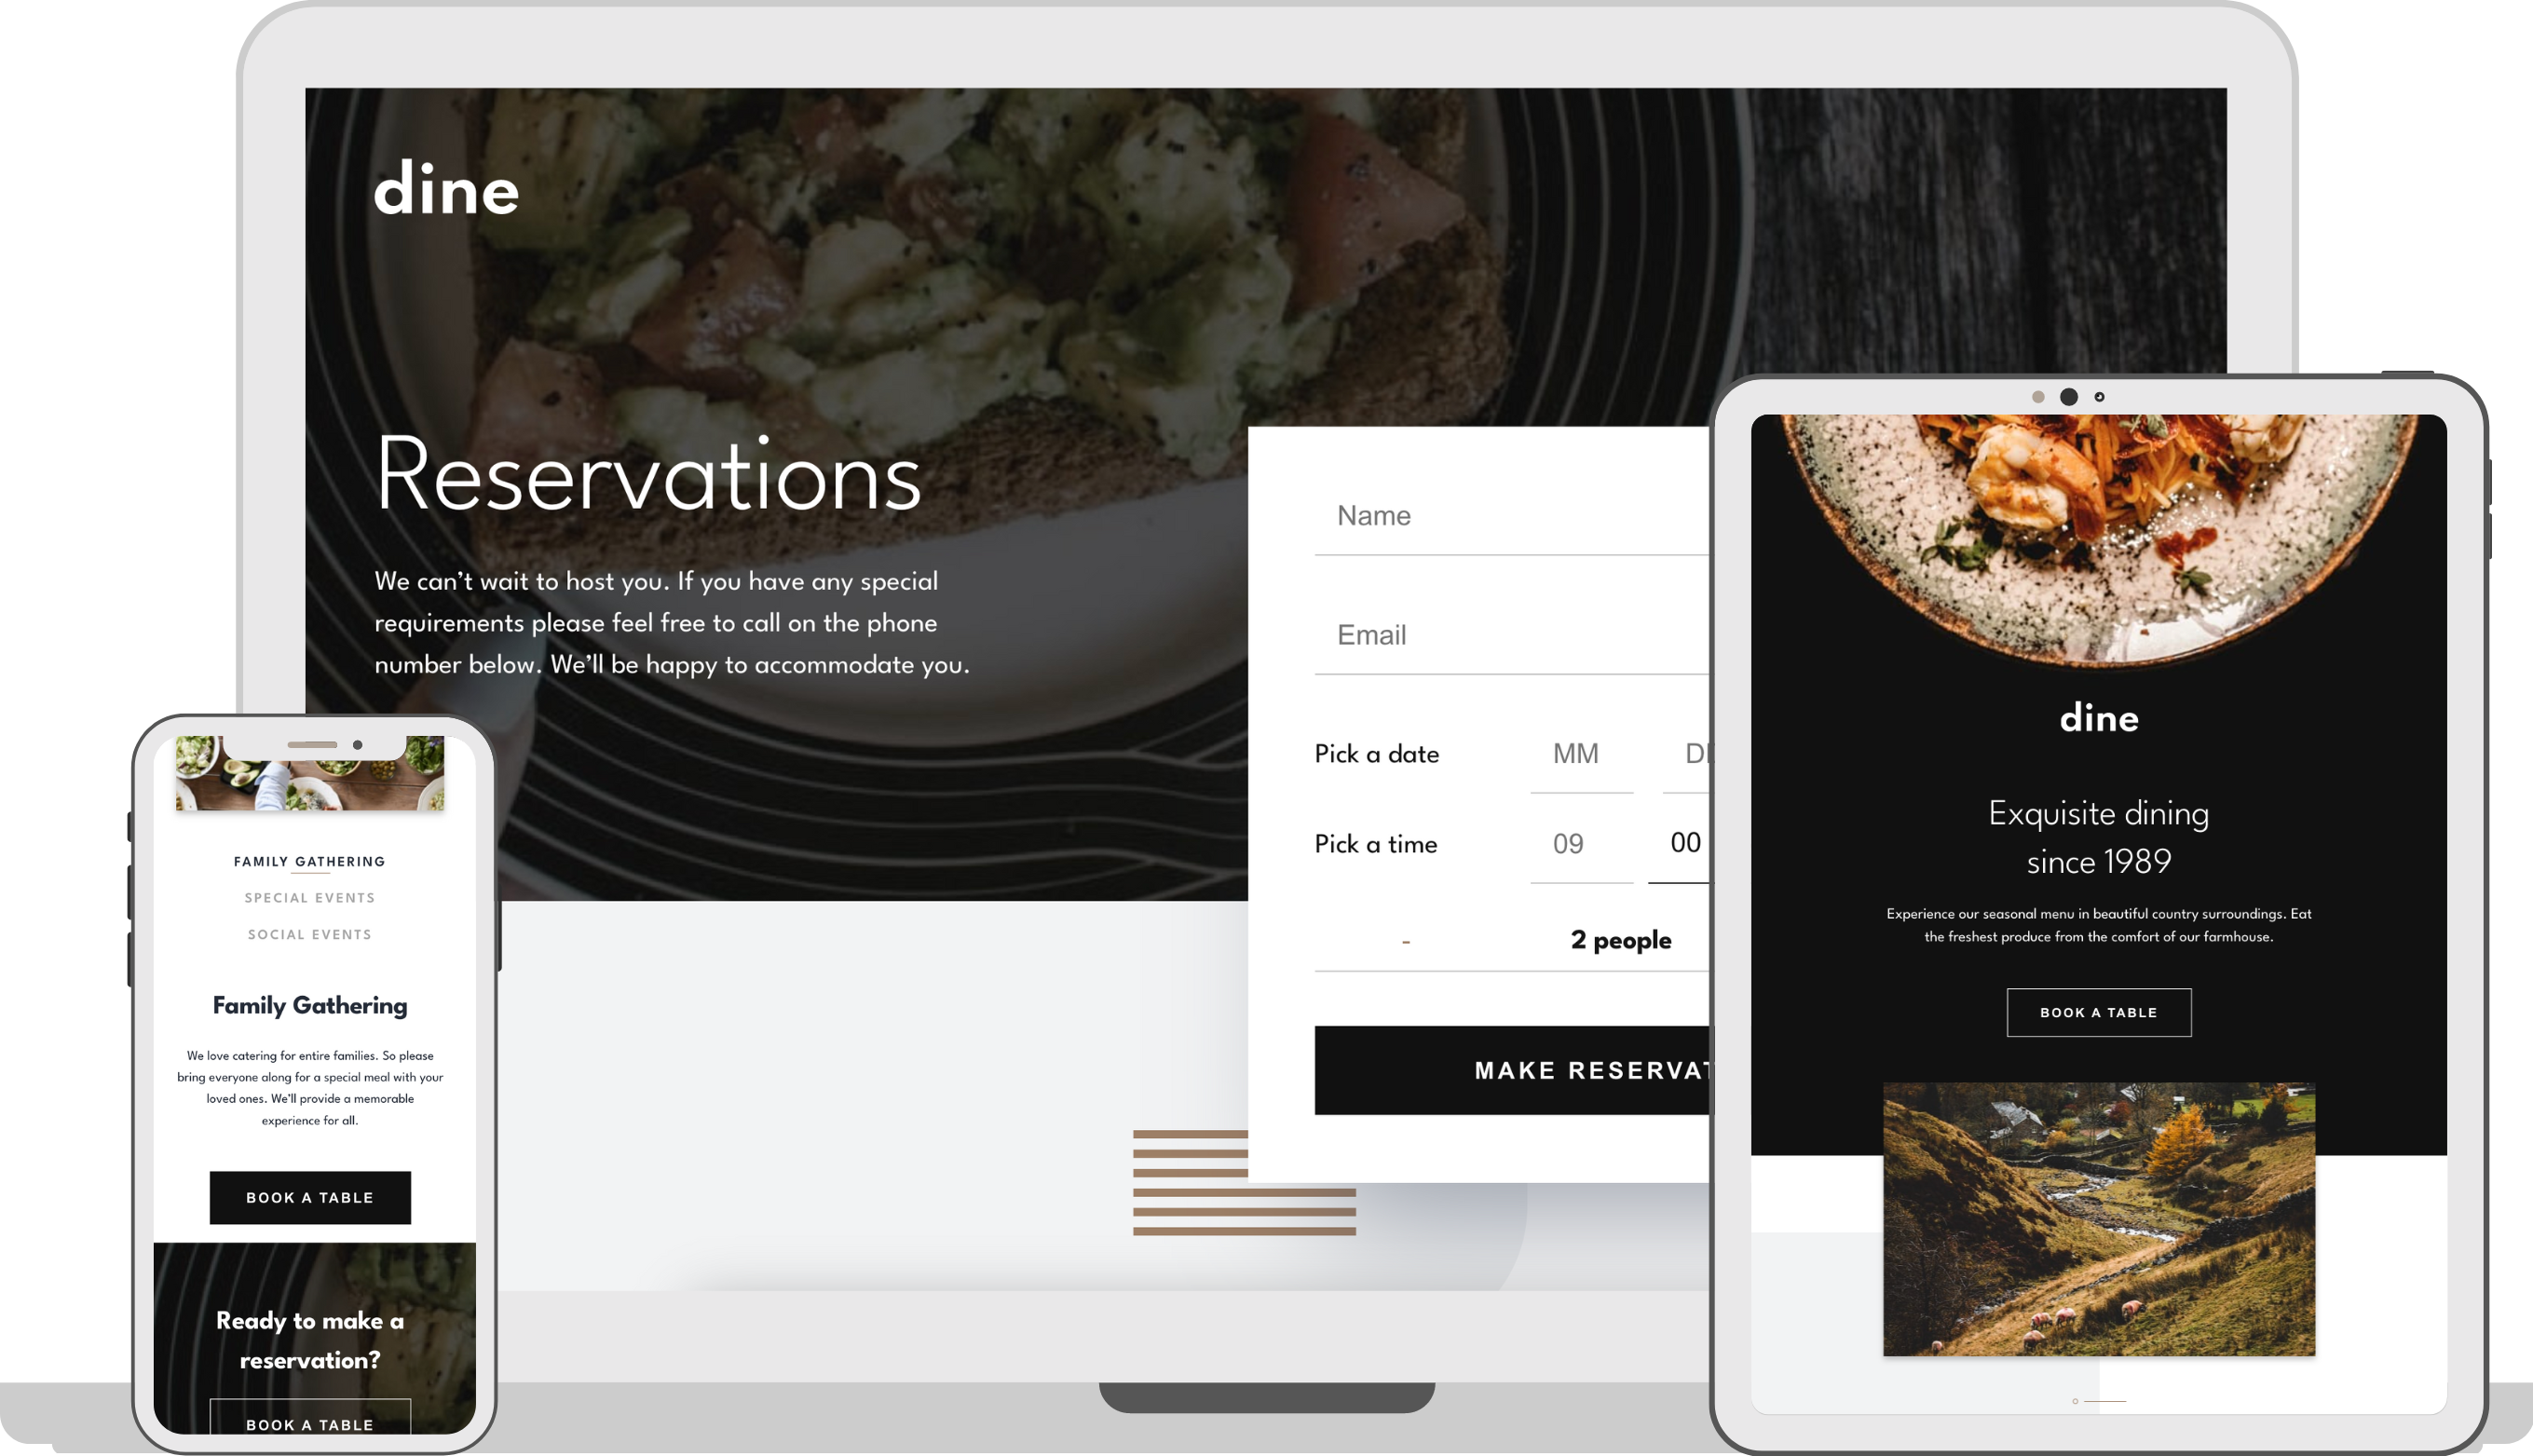 dine
Reservations
We can’t wait to host you. If you have any special
requirements please feel free to call on the phone
number below. We’ll be happy to accommodate you.
Name
Email
Pick a date MM
Pick a time 09 00
- 2 people
MAKE
FAMILY GATHERING
SPECIAL EVENTS
SOCIAL EVENTS
Family Gathering
We love catering for entire families. So please
bring everyone along for a special meal with your
loved ones. We’ll provide a memorable
experience for all.
BOOK A TABLE
Ready to make a
reservation?
BOOK A TABLE
dine
Exquisite dining
since 1989
Experience our seasonal menu in beautiful country surroundings. Eat
the freshest produce from the comfort of our farmhouse.
BOOK A TABLE